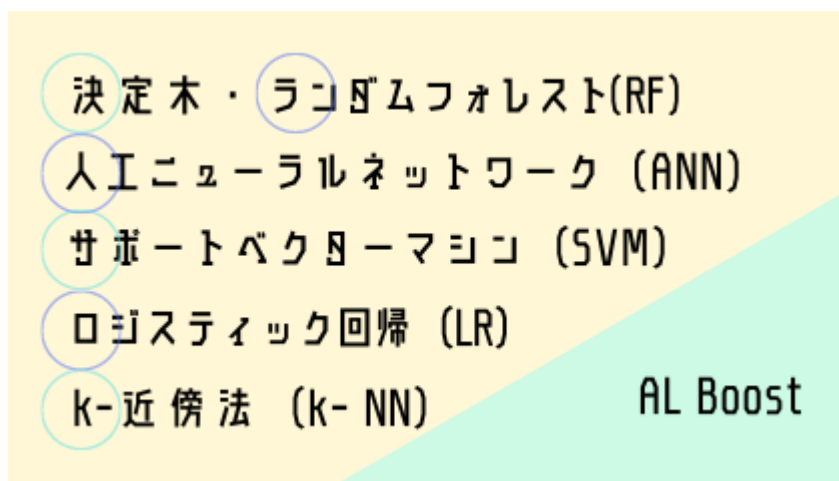 決定木・ランダムフォレスト(RF)
人工ニューラルネットワーク (ANN)
サポートベクターマシン (SVM)
ロジスティック回帰 (LR)
k-近傍法 (k- NN)
AL Boost